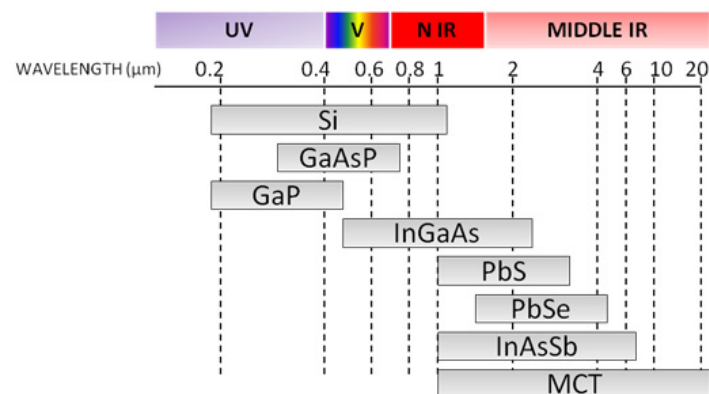 UV V N IR MIDDLE IR
WAVELENGTH (µm) 0.2 0.4 0.6 0.8 1 2 4 6 10 20
Si
GaAsP
GaP
InGaAs
PbS
PbSe
InAsSb
MCT